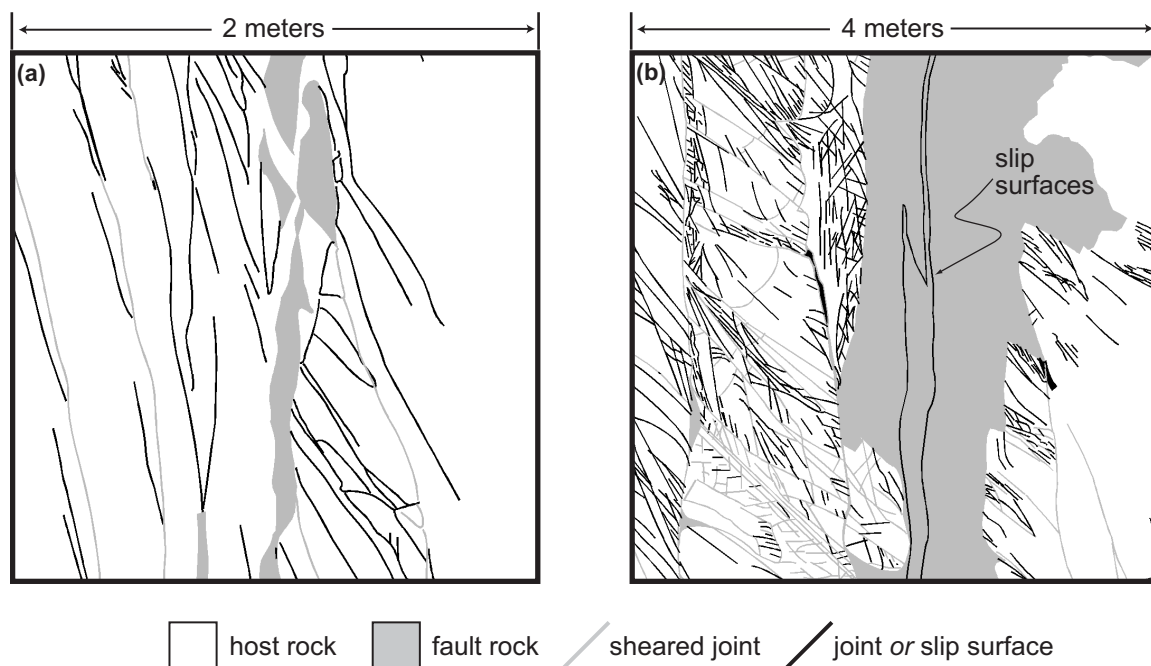 2 meters
4 meters
(a)
(b)
slip
surfaces
host rock
fault rock
sheared joint
joint or slip surface